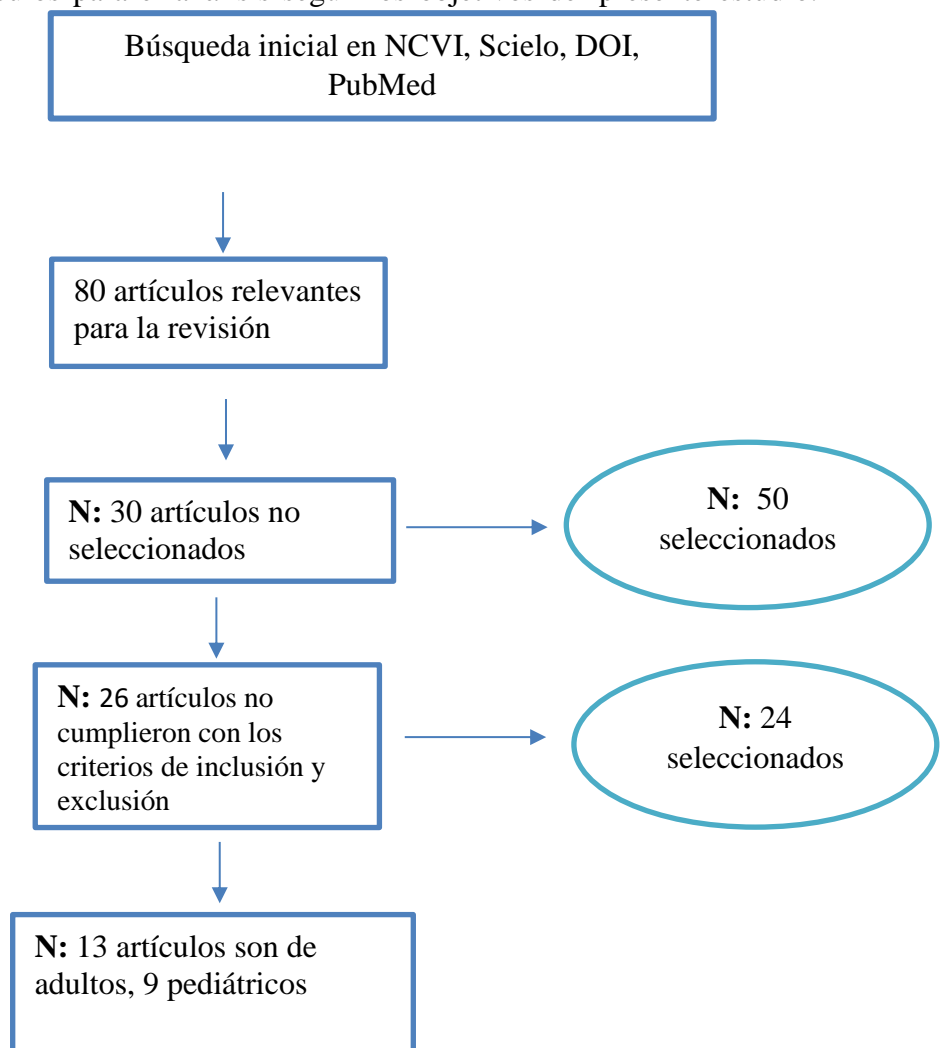 Búsqueda inicial en NCVI, Scielo, DOI,
PubMed
80 artículos relevantes
para la revisión
N: 30 artículos no
seleccionados
N: 50
seleccionados
N: 26 artículos no
cumplieron con los
criterios de inclusión y
exclusión
N: 24
seleccionados
N: 13 artículos son de
adultos, 9 pediátricos